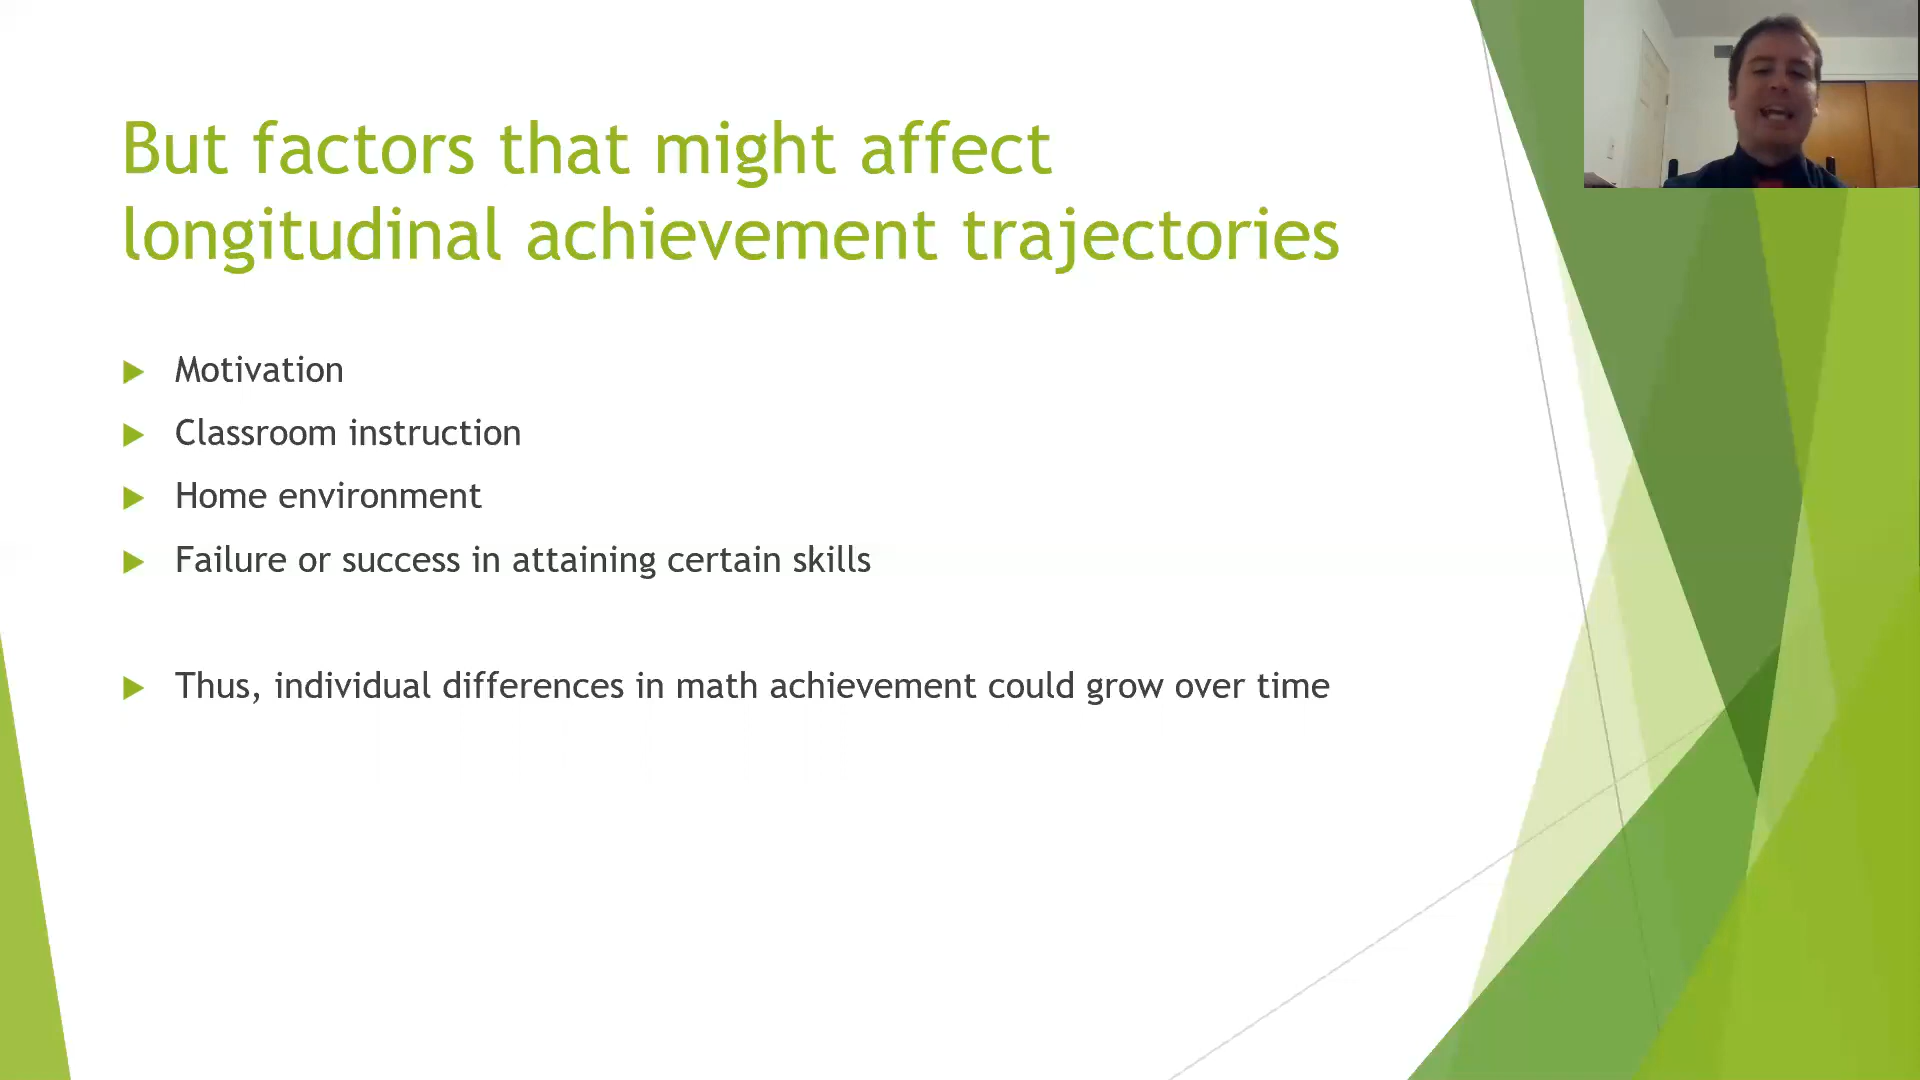 But factors that might affect
longitudinal achievement trajectories
Motivation
Classroom instruction
Home environment
Failure or success in attaining certain skills
Thus, individual differences in math achievement could grow over time